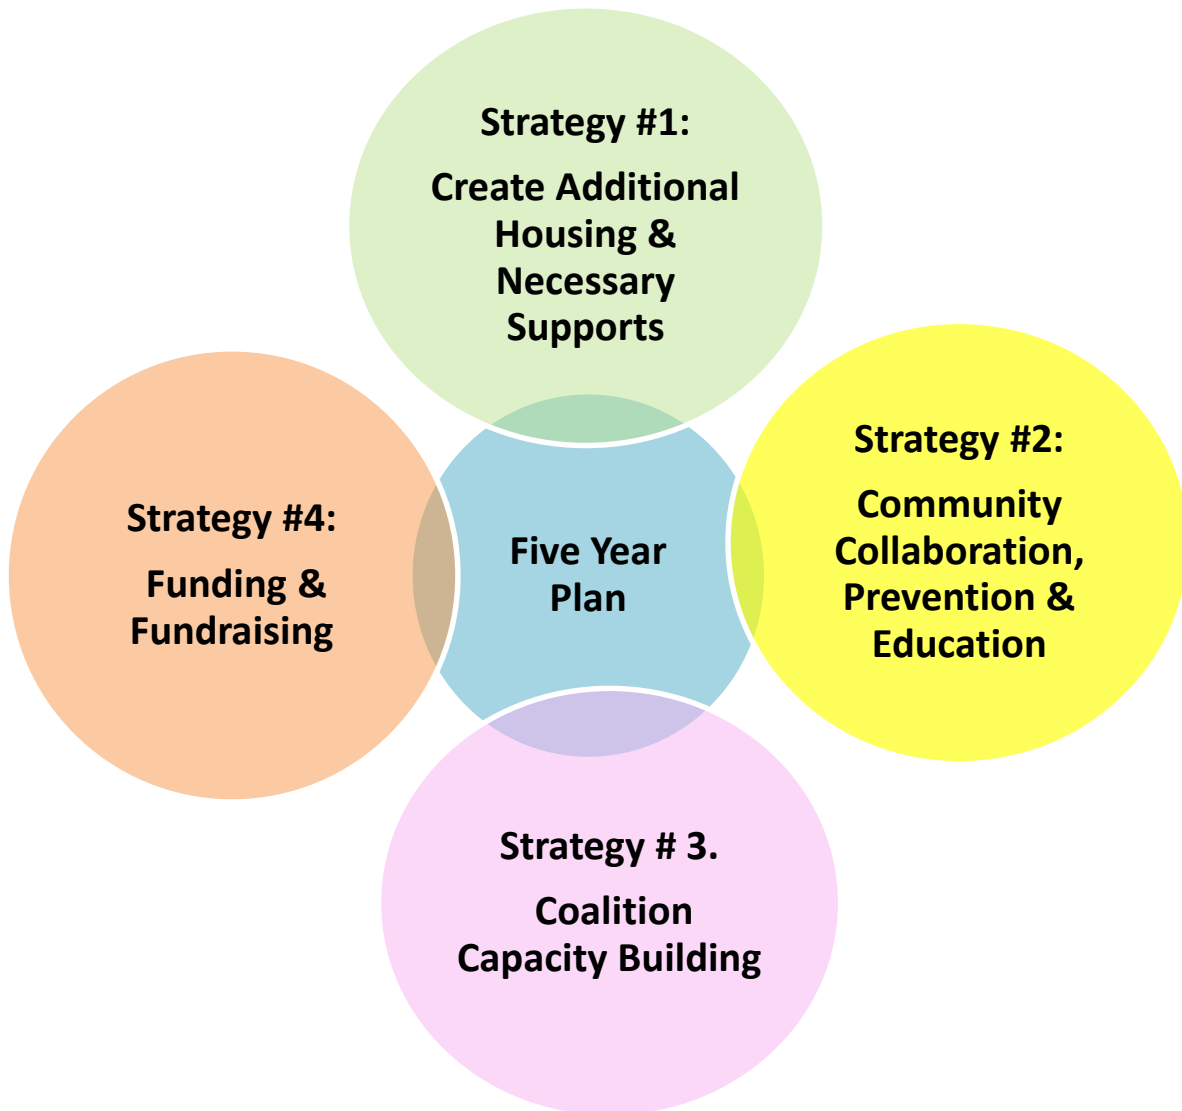 Strategy #1:
Create Additional
Housing &
Necessary
Supports
Strategy #2:
Community
Collaboration,
Prevention &
Education
Strategy # 3.
Coalition
Capacity Building
Strategy #4:
Funding &
Fundraising
Five Year
Plan